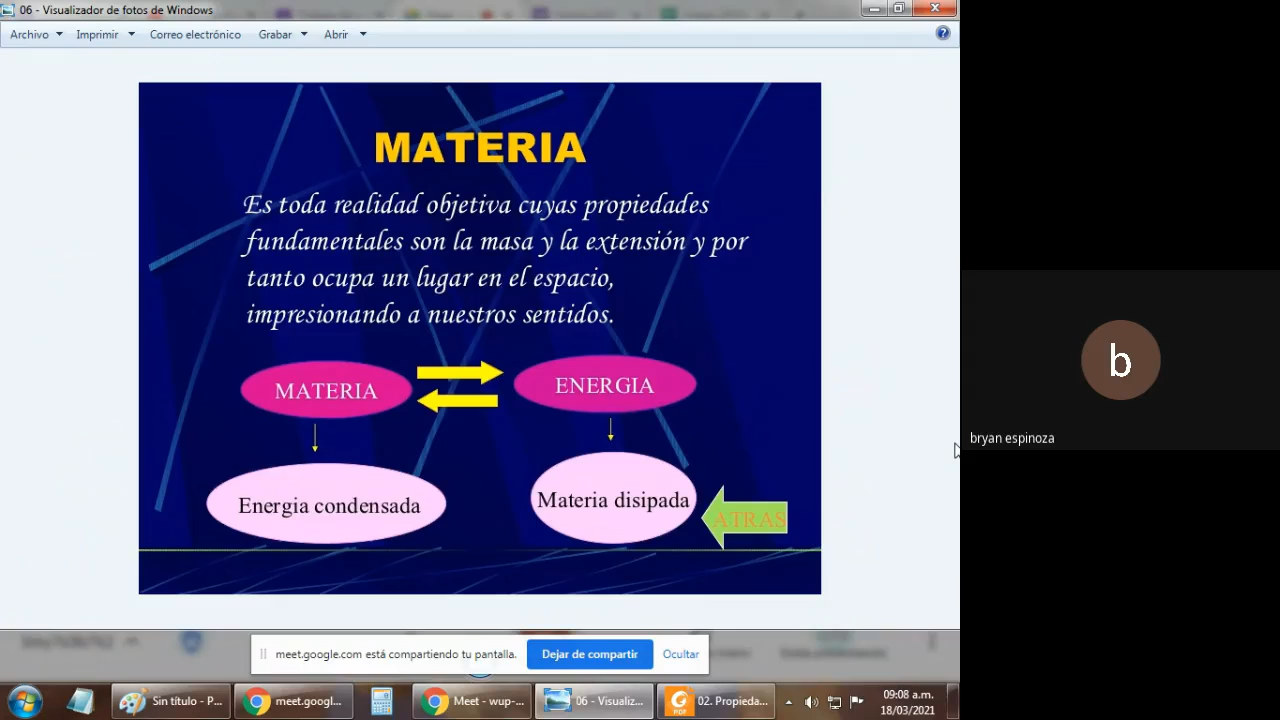 06 - Visualizador de fotos de Windows
Archivo Imprimir Correo electrónico Grabar Abrir
MATERIA
Es toda realidad objetiva cuyas propiedades
fundamentales son la masa y la extensión y por
tanto ocupa un lugar en el espacio,
impresionando a nuestros sentidos.
MATERIA ENERGIA
Energia condensada Materia disipada
ATRAS
b
bryan espinoza
meet.google.com está compartiendo tu pantalla. Dejar de compartir Ocultar
Sin título - P... meet.googl... Meet - wup-... 06 - Visualiz... 02. Propieda...
09:08 a.m.
18/03/2021